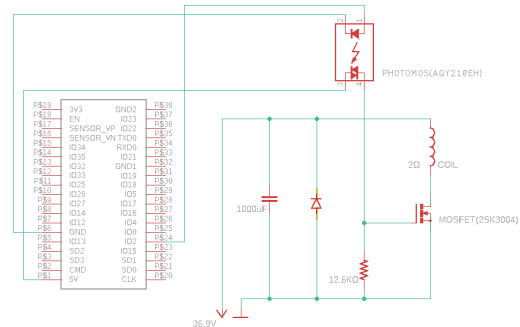 2
1
3
4
PHOTOMOS(AQY210EH)
P$19 3V3 GND2 P$38
P$18 EN IO23 P$37
P$17 SENSOR_VP IO22 P$36
P$16 SENSOR_VN TXD0 P$35
P$15 IO34 RXD0 P$34
P$14 IO35 IO21 P$33
P$13 IO32 GND1 P$32
P$12 IO33 IO19 P$31
P$11 IO25 IO18 P$30
P$10 IO26 IO5 P$29
P$9 IO27 IO17 P$28
P$8 IO14 IO16 P$27
P$7 IO12 IO4 P$26
P$6 GND IO0 P$25
P$5 IO13 IO2 P$24
P$4 SD2 IO15 P$23
P$3 SD3 SD1 P$22
P$2 CMD SD0 P$21
P$1 5V CLK P$20
2Ω COIL
1000uF
MOSFET(2SK3004)
12.6KΩ
36.9V